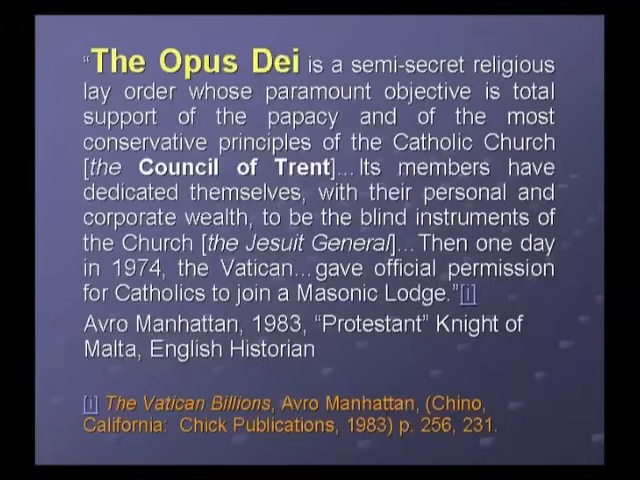 “The Opus Dei is a semi-secret religious
lay order whose paramount objective is total
support of the papacy and of the most
conservative principles of the Catholic Church
[the Council of Trent]…Its members have
dedicated themselves, with their personal and
corporate wealth, to be the blind instruments of
the Church [the Jesuit General]…Then one day
in 1974, the Vatican…gave official permission
for Catholics to join a Masonic Lodge.”[i]
Avro Manhattan, 1983, “Protestant” Knight of
Malta, English Historian
[i] The Vatican Billions, Avro Manhattan, (Chino,
California: Chick Publications, 1983) p. 256, 231.